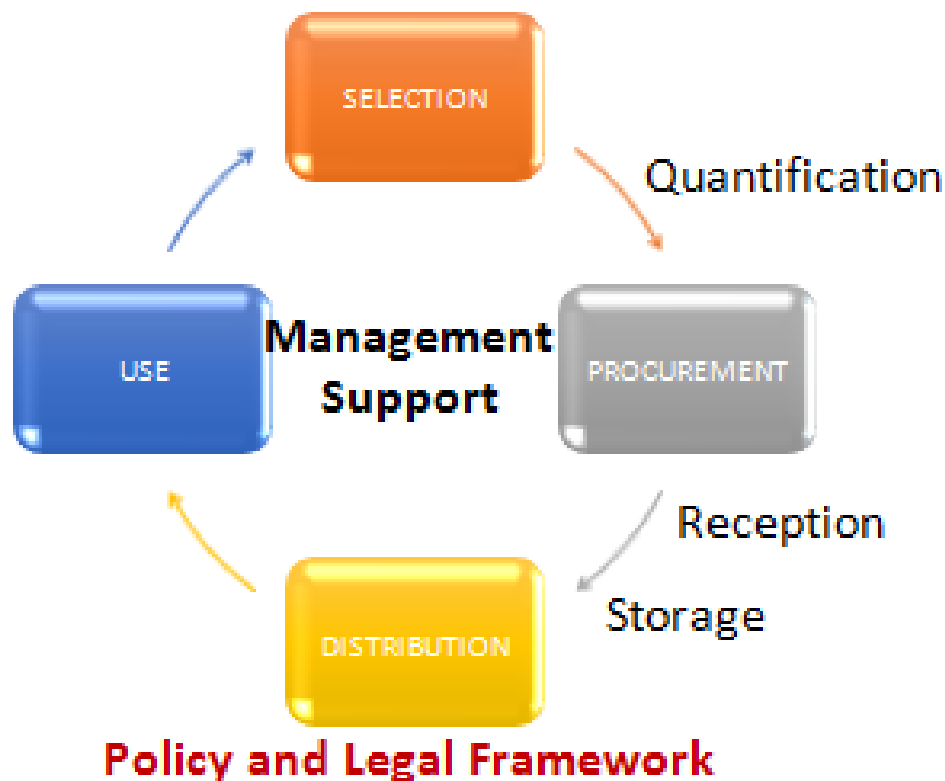 SELECTION
Quantification
USE
Management
Support
PROCUREMENT
Reception
Storage
DISTRIBUTION
Policy and Legal Framework